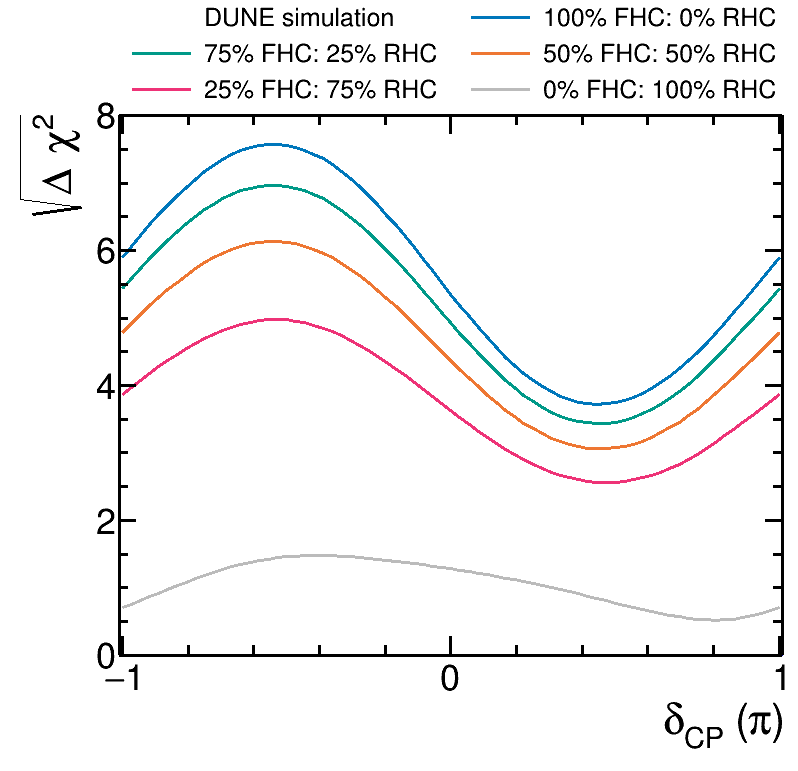 DUNE simulation
100% FHC: 0% RHC
75% FHC: 25% RHC
50% FHC: 50% RHC
25% FHC: 75% RHC
0% FHC: 100% RHC
√Δ χ²
8
6
4
2
0
−1
0
1
δCP (π)